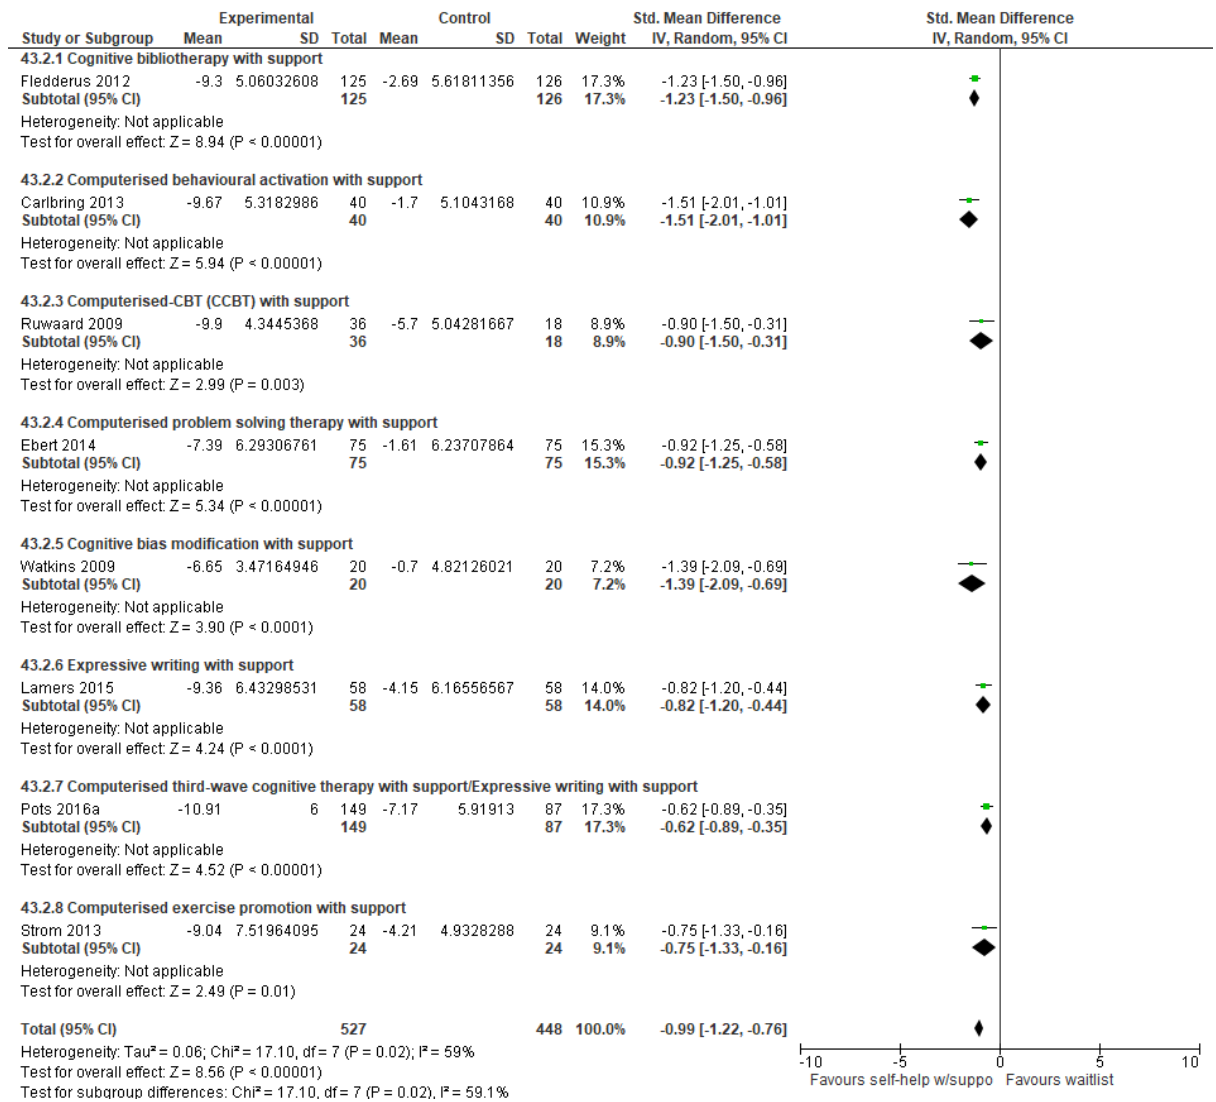 Experimental Control Std. Mean Difference Std. Mean Difference
Study or Subgroup Mean SD Total Mean SD Total Weight IV, Random, 95% CI IV, Random, 95% CI
43.2.1 Cognitive bibliotherapy with support
Fledderus 2012 -9.3 5.06032608 125 -2.69 5.61811356 126 17.3% -1.23 [-1.50, -0.96]
Subtotal (95% CI) 125 126 17.3% -1.23 [-1.50, -0.96]
Heterogeneity: Not applicable
Test for overall effect: Z = 8.94 (P < 0.00001)
43.2.2 Computerised behavioural activation with support
Carlbring 2013 -9.67 5.3182986 40 -1.7 5.1043168 40 10.9% -1.51 [-2.01, -1.01]
Subtotal (95% CI) 40 40 10.9% -1.51 [-2.01, -1.01]
Heterogeneity: Not applicable
Test for overall effect: Z = 5.94 (P < 0.00001)
43.2.3 Computerised-CBT (CCBT) with support
Ruwaard 2009 -9.9 4.3445368 36 -5.7 5.04281667 18 8.9% -0.90 [-1.50, -0.31]
Subtotal (95% CI) 36 18 8.9% -0.90 [-1.50, -0.31]
Heterogeneity: Not applicable
Test for overall effect: Z = 2.99 (P = 0.003)
43.2.4 Computerised problem solving therapy with support
Ebert 2014 -7.39 6.29306761 75 -1.61 6.23707864 75 15.3% -0.92 [-1.25, -0.58]
Subtotal (95% CI) 75 75 15.3% -0.92 [-1.25, -0.58]
Heterogeneity: Not applicable
Test for overall effect: Z = 5.34 (P < 0.00001)
43.2.5 Cognitive bias modification with support
Watkins 2009 -6.65 3.47164946 20 -0.7 4.82126021 20 7.2% -1.39 [-2.09, -0.69]
Subtotal (95% CI) 20 20 7.2% -1.39 [-2.09, -0.69]
Heterogeneity: Not applicable
Test for overall effect: Z = 3.90 (P < 0.0001)
43.2.6 Expressive writing with support
Lamers 2015 -9.36 6.43298531 58 -4.15 6.16556567 58 14.0% -0.82 [-1.20, -0.44]
Subtotal (95% CI) 58 58 14.0% -0.82 [-1.20, -0.44]
Heterogeneity: Not applicable
Test for overall effect: Z = 4.24 (P < 0.0001)
43.2.7 Computerised third-wave cognitive therapy with support/Expressive writing with support
Pots 2016a -10.91 6 149 -7.17 5.91913 87 17.3% -0.62 [-0.89, -0.35]
Subtotal (95% CI) 149 87 17.3% -0.62 [-0.89, -0.35]
Heterogeneity: Not applicable
Test for overall effect: Z = 4.52 (P < 0.00001)
43.2.8 Computerised exercise promotion with support
Strom 2013 -9.04 7.51964095 24 -4.21 4.9328288 24 9.1% -0.75 [-1.33, -0.16]
Subtotal (95% CI) 24 24 9.1% -0.75 [-1.33, -0.16]
Heterogeneity: Not applicable
Test for overall effect: Z = 2.49 (P = 0.01)
Total (95% CI) 527 448 100.0% -0.99 [-1.22, -0.76]
Heterogeneity: Tau² = 0.06; Chi² = 17.10, df = 7 (P = 0.02); I² = 59%
Test for overall effect: Z = 8.56 (P < 0.00001)
Test for subgroup differences: Chi² = 17.10, df = 7 (P = 0.02), I² = 59.1%
-10 -5 0 5 10
Favours self-help w/suppo Favours waitlist